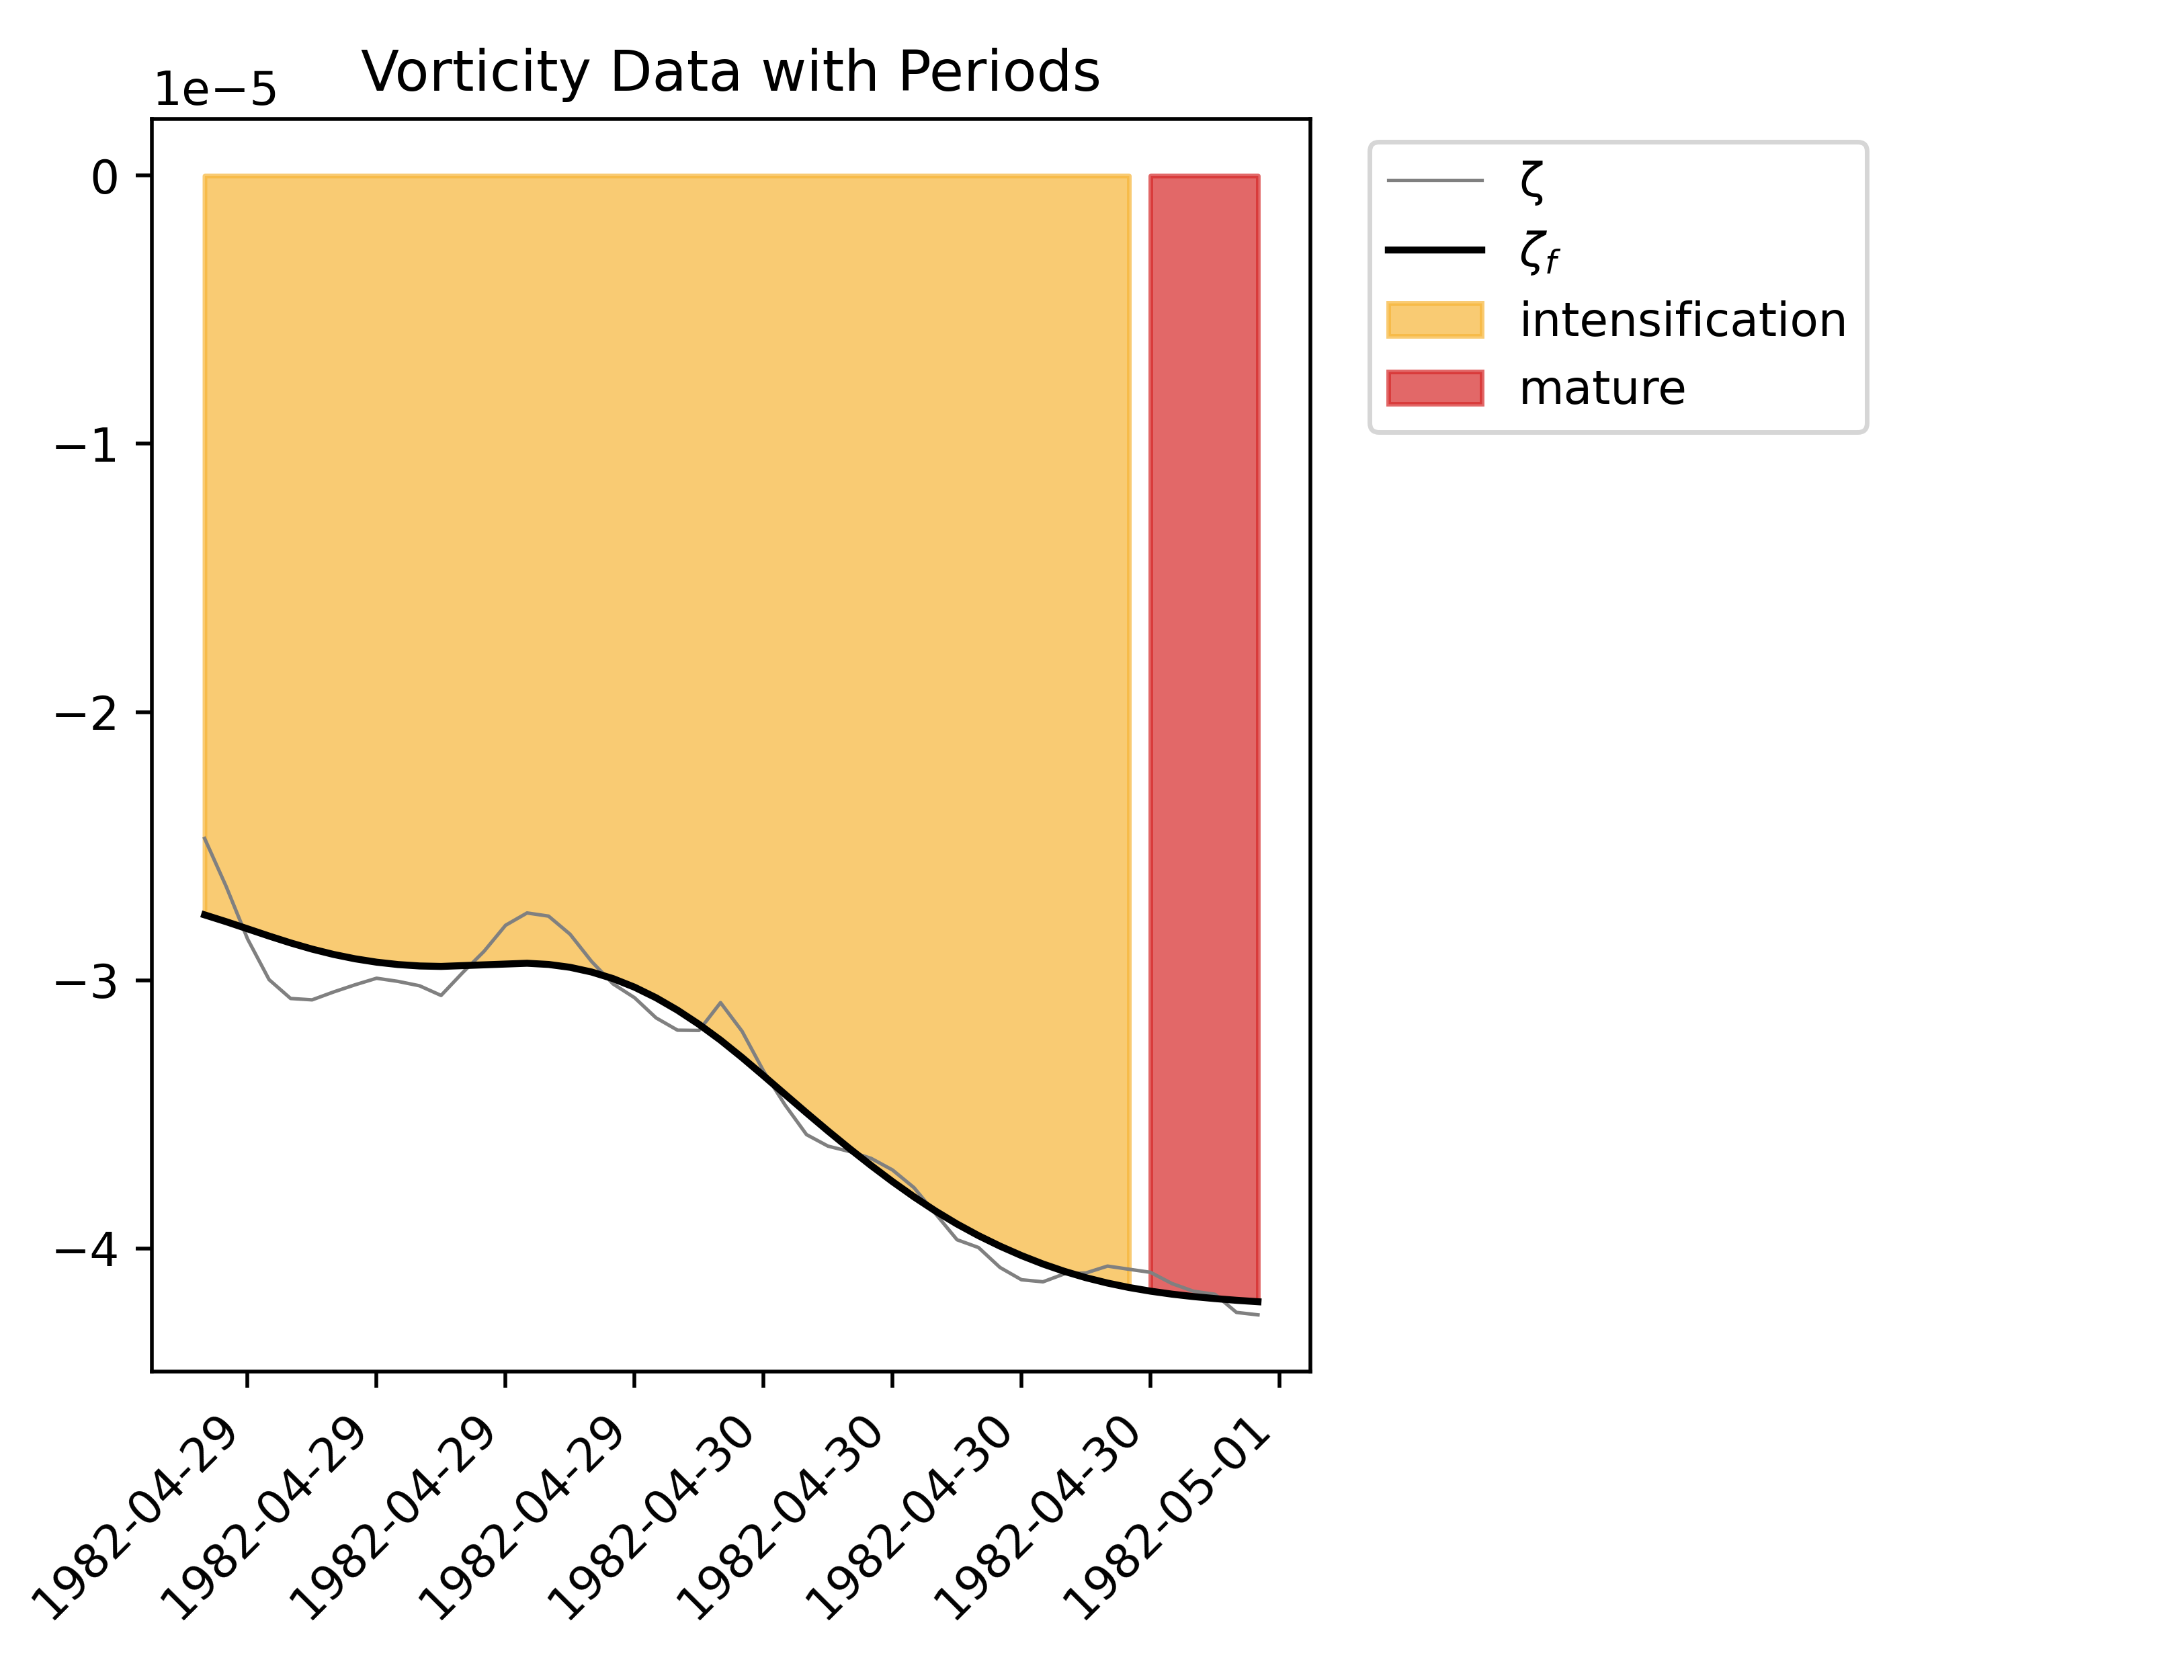 Vorticity Data with Periods
1e−5
0
−1
−2
−3
−4
1982-04-29
1982-04-29
1982-04-29
1982-04-29
1982-04-30
1982-04-30
1982-04-30
1982-04-30
1982-05-01
ζ
ζf
intensification
mature